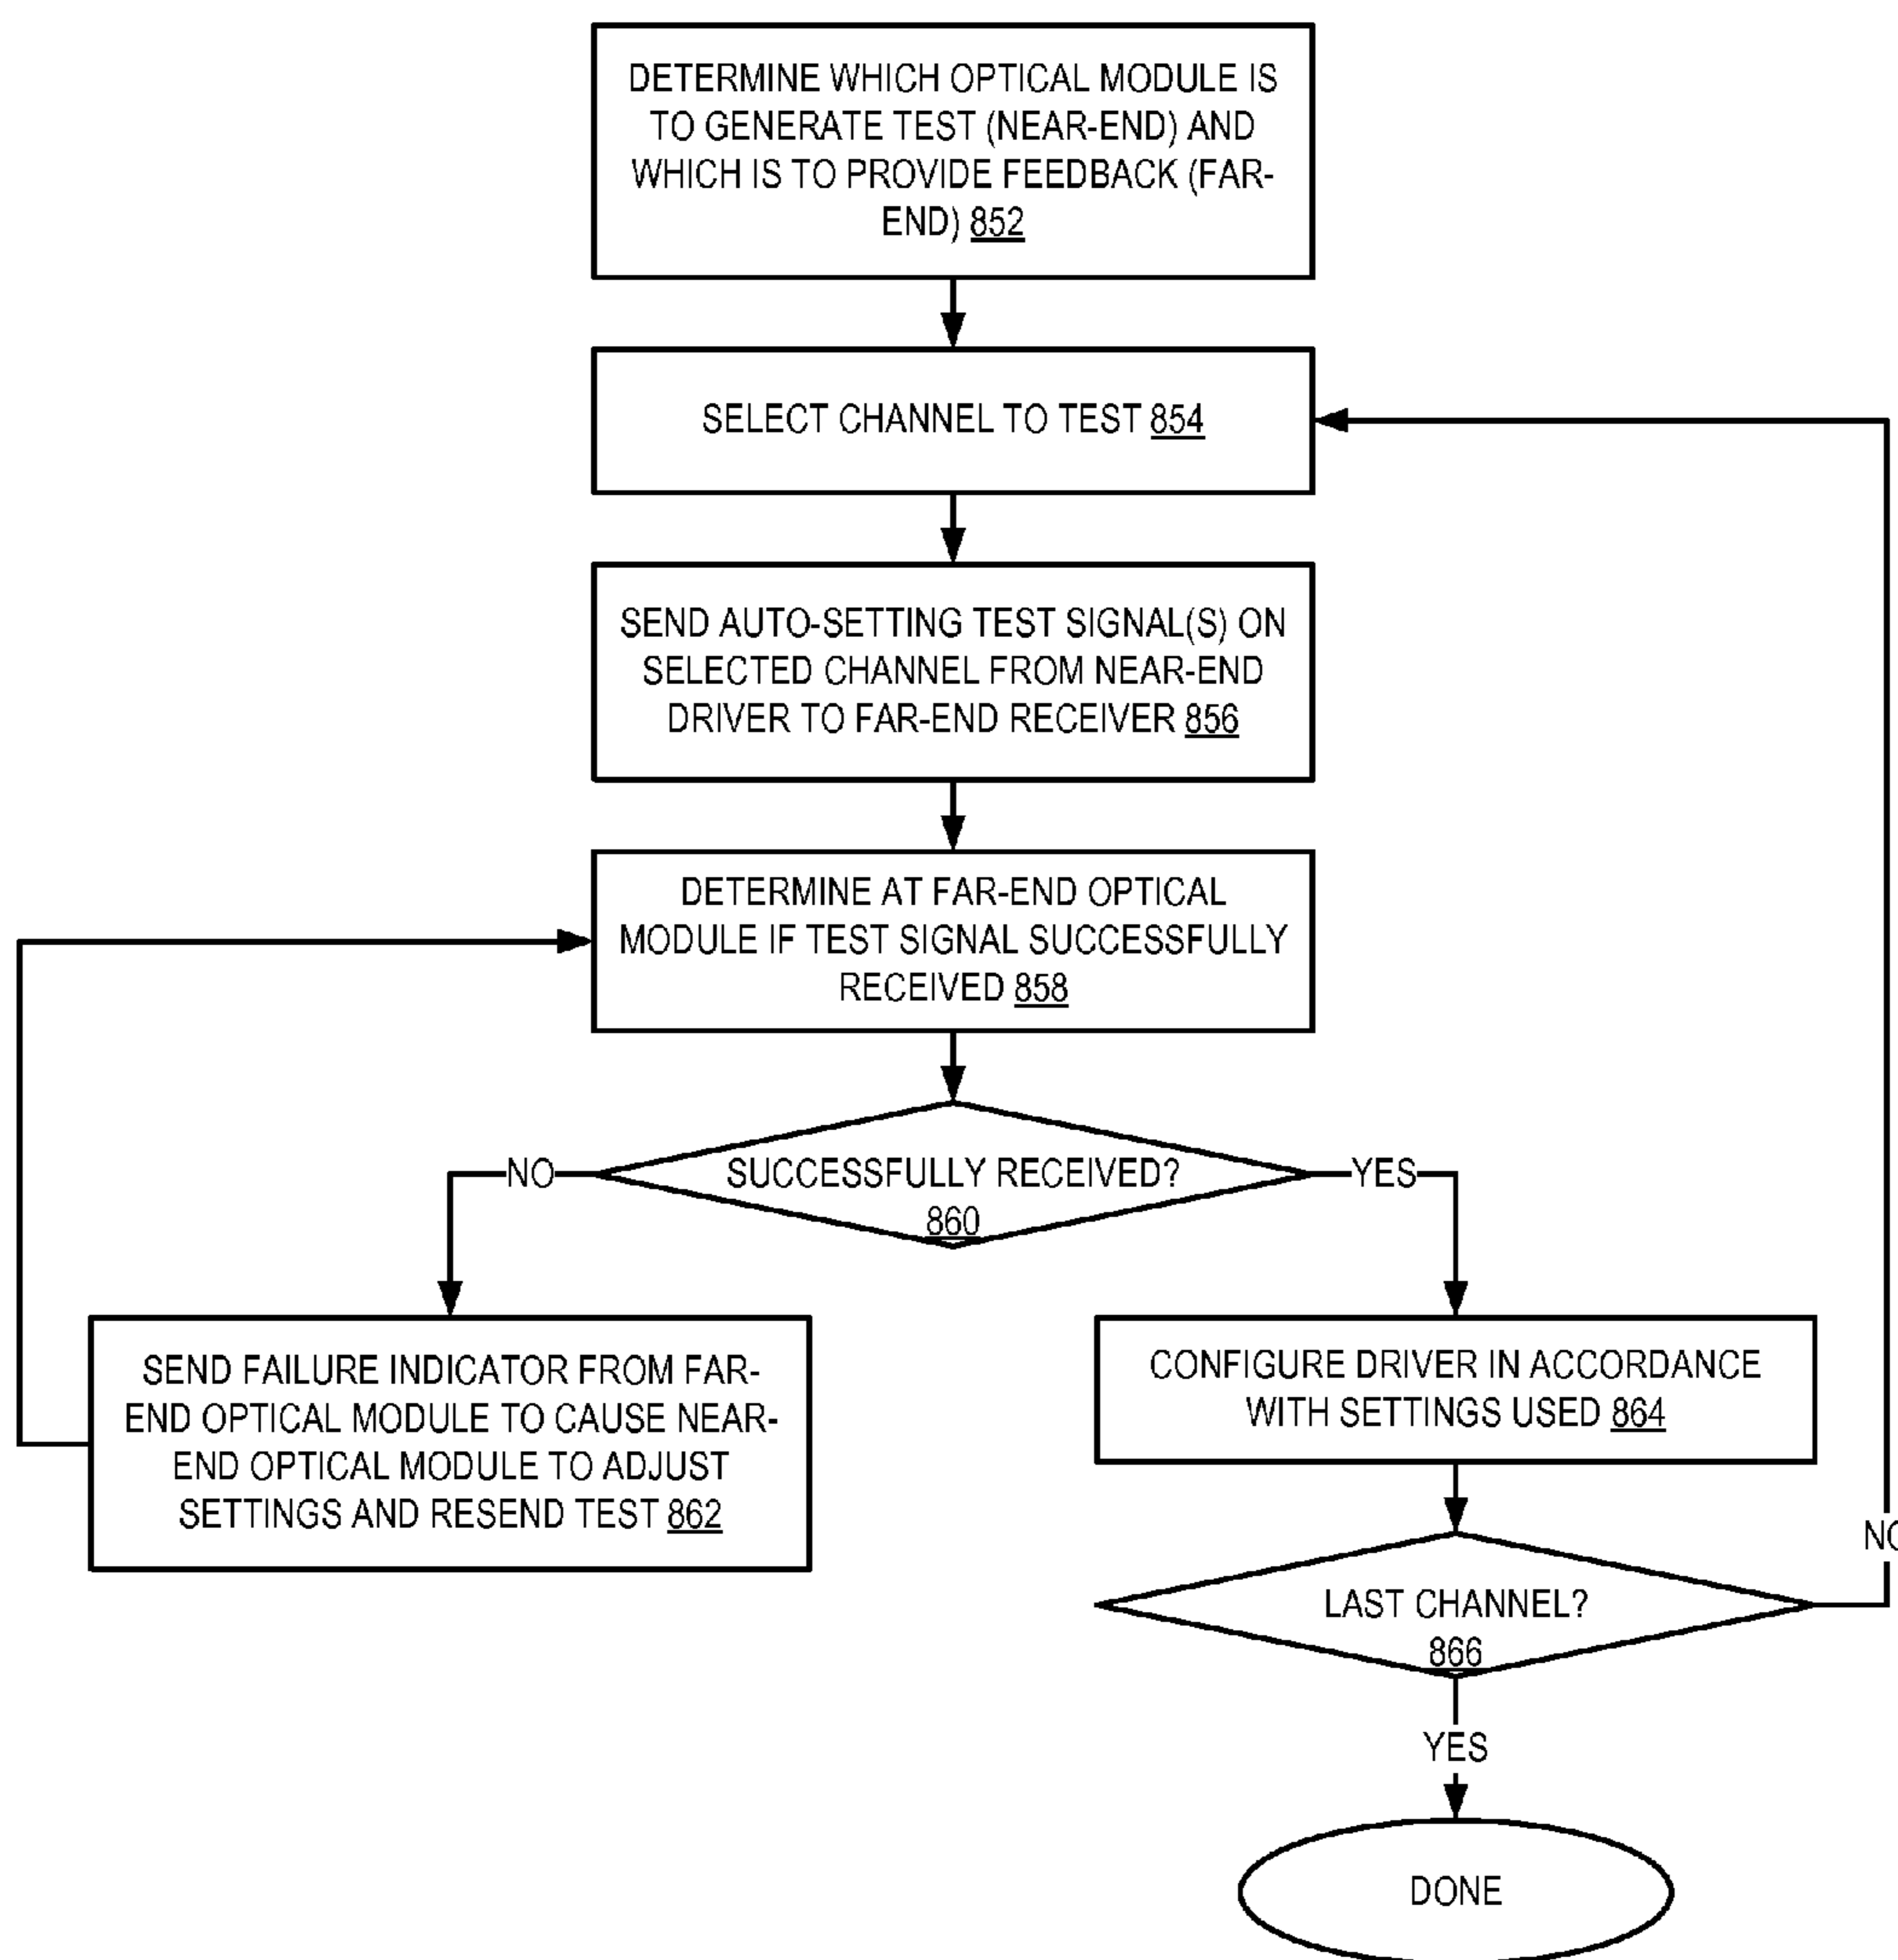 DETERMINE WHICH OPTICAL MODULE IS
TO GENERATE TEST (NEAR-END) AND
WHICH IS TO PROVIDE FEEDBACK (FAR-
END) 852
SELECT CHANNEL TO TEST 854
SEND AUTO-SETTING TEST SIGNAL(S) ON
SELECTED CHANNEL FROM NEAR-END
DRIVER TO FAR-END RECEIVER 856
DETERMINE AT FAR-END OPTICAL
MODULE IF TEST SIGNAL SUCCESSFULLY
RECEIVED 858
NO
SUCCESSFULLY RECEIVED?
860
YES
SEND FAILURE INDICATOR FROM FAR-
END OPTICAL MODULE TO CAUSE NEAR-
END OPTICAL MODULE TO ADJUST
SETTINGS AND RESEND TEST 862
CONFIGURE DRIVER IN ACCORDANCE
WITH SETTINGS USED 864
NO
LAST CHANNEL?
866
YES
DONE